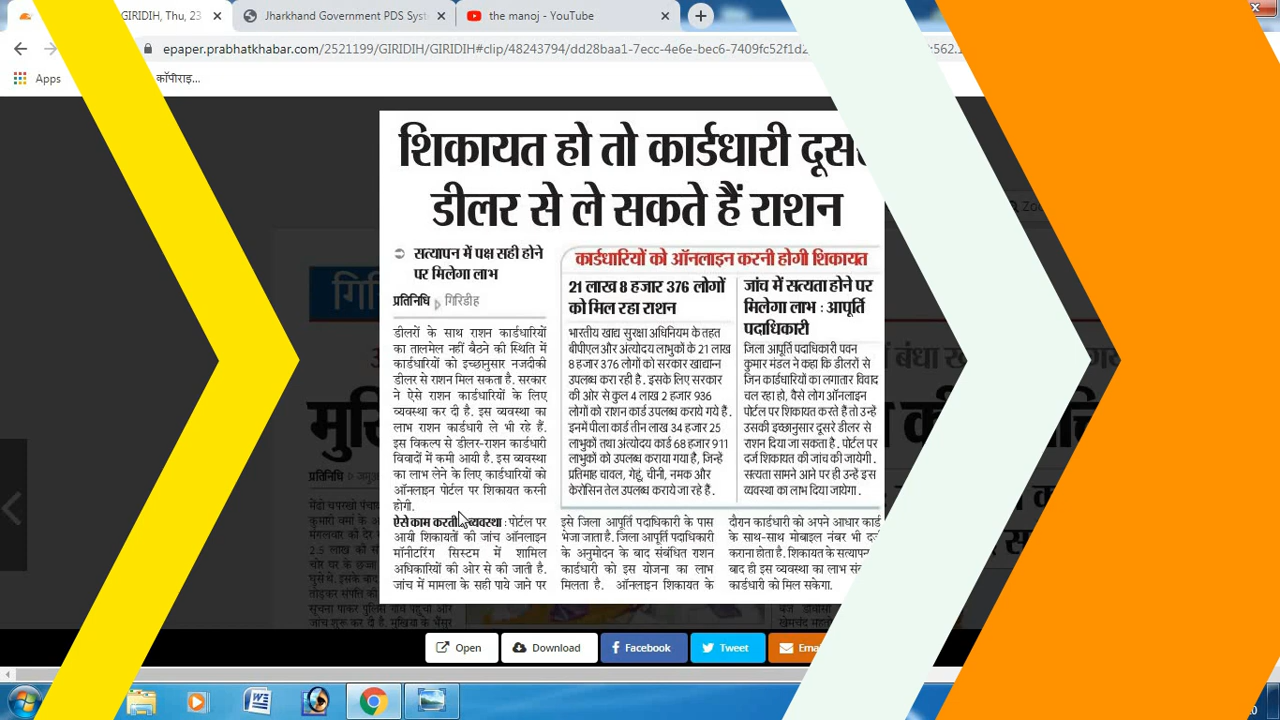 GIRIDIH, Thu, 23
Jharkhand Government PDS Syst
the manoj - YouTube
epaper.prabhatkhabar.com/2521199/GIRIDIH/GIRIDIH#clip/48243794/dd28baa1-7ecc-4e6e-bec6-7409fc52f1d2
:562.1
Apps
कॉपीराइ...
शिकायत हो तो कार्डधारी दूसरे
डीलर से ले सकते हैं राशन
सत्यापन में पक्ष सही होने
पर मिलेगा लाभ
प्रतिनिधि गिरिडीह
डीलरों के साथ राशन कार्डधारियों
का तालमेल नहीं बैठने की स्थिति में
कार्डधारियों को इच्छानुसार नजदीकी
डीलर से राशन मिल सकता है. सरकार
ने ऐसे राशन कार्डधारियों के लिए
व्यवस्था कर दी है. इस व्यवस्था का
लाभ राशन कार्डधारी ले भी रहे हैं.
इस विकल्प से डीलर-राशन कार्डधारी
विवादों में कमी आयी है. इस व्यवस्था
का लाभ लेने के लिए कार्डधारियों को
ऑनलाइन पोर्टल पर शिकायत करनी
होगी.
कार्डधारियों को ऑनलाइन करनी होगी शिकायत
21 लाख 8 हजार 376 लोगों
को मिल रहा राशन
भारतीय खाद्य सुरक्षा अधिनियम के तहत
बीपीएल और अंत्योदय लाभुकों के 21 लाख
8 हजार 376 लोगों को सरकार खाद्यान्न
उपलब्ध करा रही है. इसके लिए सरकार
की ओर से कुल 4 लाख 2 हजार 936
लोगों को राशन कार्ड उपलब्ध कराये गये हैं.
इनमें पीला कार्ड तीन लाख 34 हजार 25
लाभुकों तथा अंत्योदय कार्ड 68 हजार 911
लाभुकों को उपलब्ध कराया गया है, जिन्हें
प्रतिमाह चावल, गेहूं, चीनी, नमक और
केरोसिन तेल उपलब्ध कराये जा रहे हैं.
जांच में सत्यता होने पर
मिलेगा लाभ : आपूर्ति
पदाधिकारी
जिला आपूर्ति पदाधिकारी पवन
कुमार मंडल ने कहा कि डीलरों से
जिन कार्डधारियों का लगातार विवाद
चल रहा हो, वैसे लोग ऑनलाइन
पोर्टल पर शिकायत करते हैं तो उन्हें
उसकी इच्छानुसार दूसरे डीलर से
राशन दिया जा सकता है. पोर्टल पर
दर्ज शिकायत की जांच की जायेगी.
सत्यता सामने आने पर ही उन्हें इस
व्यवस्था का लाभ दिया जायेगा.
ऐसे काम करती व्यवस्था : पोर्टल पर
आयी शिकायतों की जांच ऑनलाइन
मॉनीटरिंग सिस्टम में शामिल
अधिकारियों की ओर से की जाती है.
जांच में मामला के सही पाये जाने पर
इसे जिला आपूर्ति पदाधिकारी के पास
भेजा जाता है. जिला आपूर्ति पदाधिकारी
के अनुमोदन के बाद संबंधित राशन
कार्डधारी को इस योजना का लाभ
मिलता है. ऑनलाइन शिकायत के
दौरान कार्डधारी को अपने आधार कार्ड
के साथ-साथ मोबाइल नंबर भी दर्ज
कराना होता है. शिकायत के सत्यापन
बाद ही इस व्यवस्था का लाभ
कार्डधारी को मिल सकेगा.
Open
Download
Facebook
Tweet
Ema